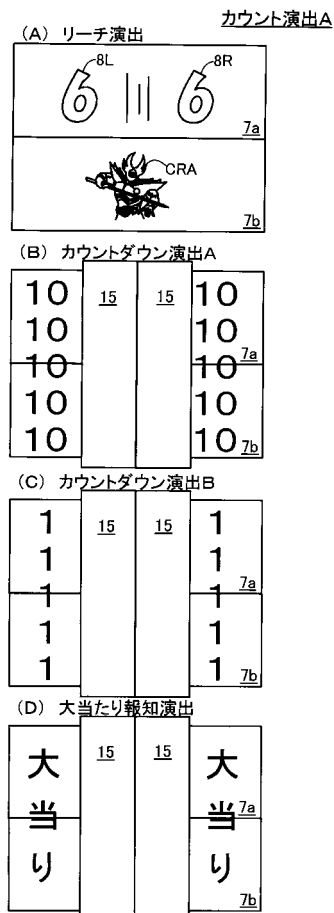 カウント演出A
(A) リーチ演出
8L 8R
6 6
7a
CRA
7b
(B) カウントダウン演出A
10 15 15 10
10 10
10 10
7a
10 10
10 10
7b
(C) カウントダウン演出B
1 15 15 1
1 1
1 1
7a
1 1
1 1
7b
(D) 大当たり報知演出
大 15 15 大
7a
当 当
り り
7b